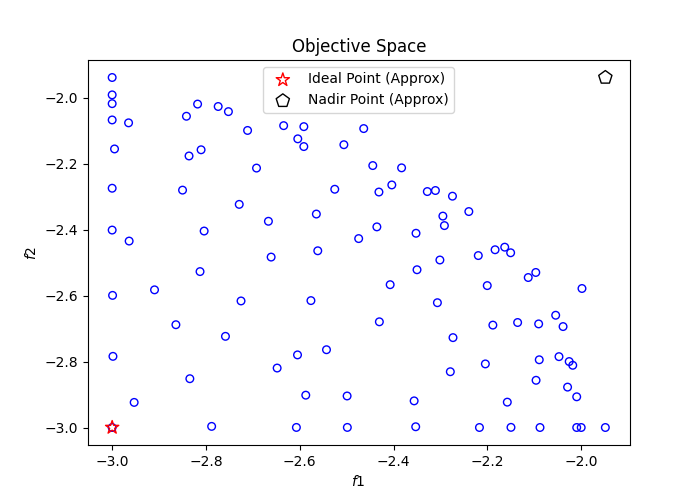 Objective Space
Ideal Point (Approx)
Nadir Point (Approx)
f2
−2.0
−2.2
−2.4
−2.6
−2.8
−3.0
−3.0 −2.8 −2.6 −2.4 −2.2 −2.0
f1